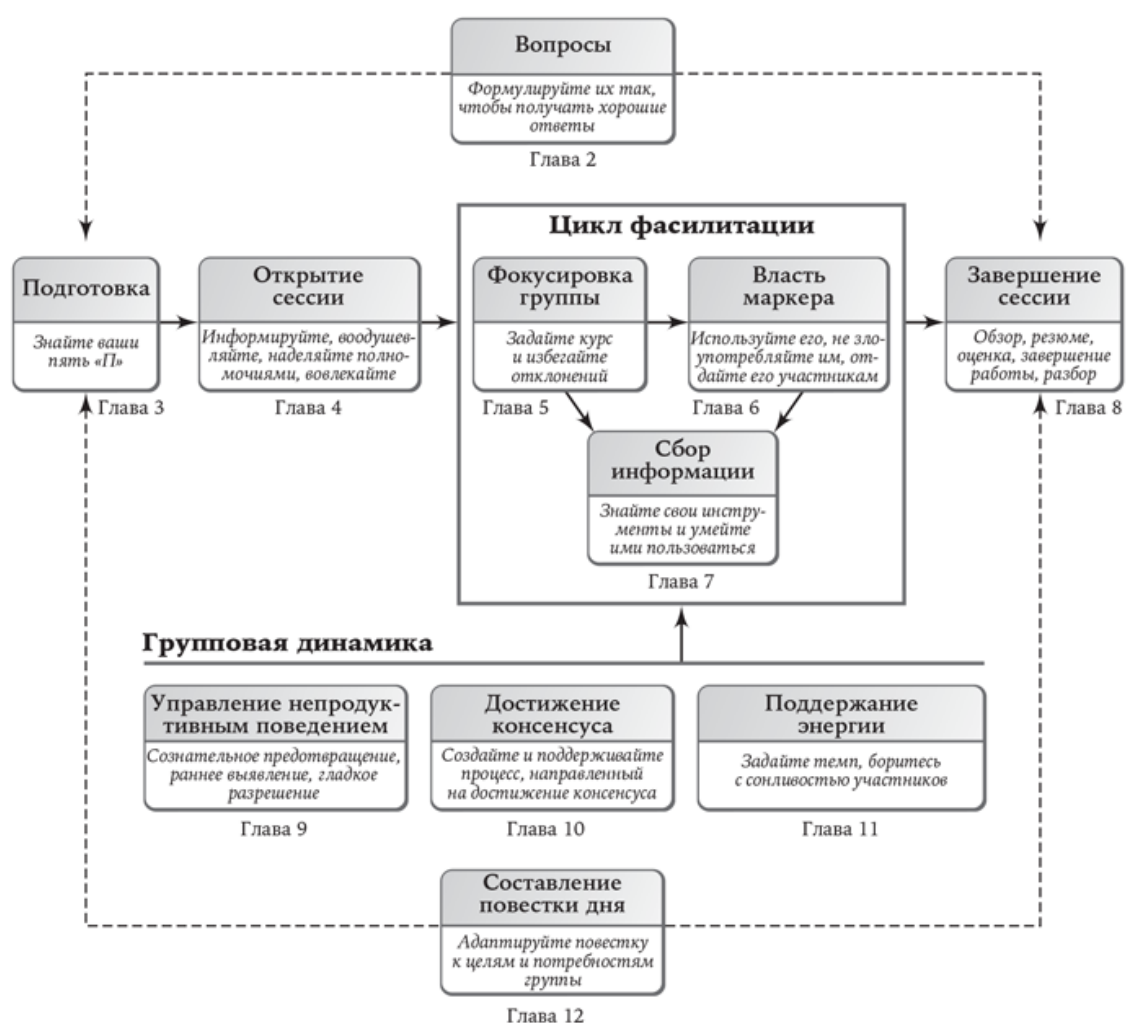 Вопросы
Формулируйте их так,
чтобы получать хорошие
ответы
Глава 2
Цикл фасилитации
Подготовка
Знайте ваши
пять «П»
Глава 3
Открытие
сессии
Информируйте, воодушев-
ляйте, наделяйте полно-
мочиями, вовлекайте
Глава 4
Фокусировка
группы
Задайте курс
и избегайте
отклонений
Глава 5
Власть
маркера
Используйте его, не зло-
употребляйте им, от-
дайте его участникам
Глава 6
Сбор
информации
Знайте свои инстру-
менты и умейте
ими пользоваться
Глава 7
Завершение
сессии
Обзор, резюме,
оценка, завершение
работы, разбор
Глава 8
Групповая динамика
Управление непродук-
тивным поведением
Сознательное предотвращение,
раннее выявление, гладкое
разрешение
Глава 9
Достижение
консенсуса
Создайте и поддерживайте
процесс, направленный
на достижение консенсуса
Глава 10
Поддержание
энергии
Задайте темп, боритесь
с сонливостью участников
Глава 11
Составление
повестки дня
Адаптируйте повестку
к целям и потребностям
группы
Глава 12